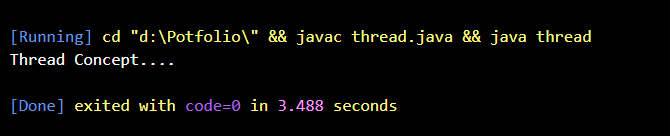 [Running] cd "d:\Potfolio\" && javac thread.java && java thread
Thread Concept....
[Done] exited with code=0 in 3.488 seconds